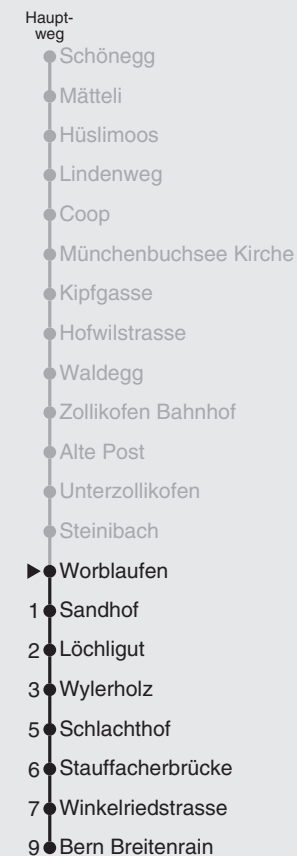 Haupt-
weg
Schönegg
Mätteli
Hüslimoos
Lindenweg
Coop
Münchenbuchsee Kirche
Kipfgasse
Hofwilstrasse
Waldegg
Zollikofen Bahnhof
Alte Post
Unterzollikofen
Steinibach
Worblaufen
1 Sandhof
2 Löchligut
3 Wylerholz
5 Schlachthof
6 Stauffacherbrücke
7 Winkelriedstrasse
9 Bern Breitenrain